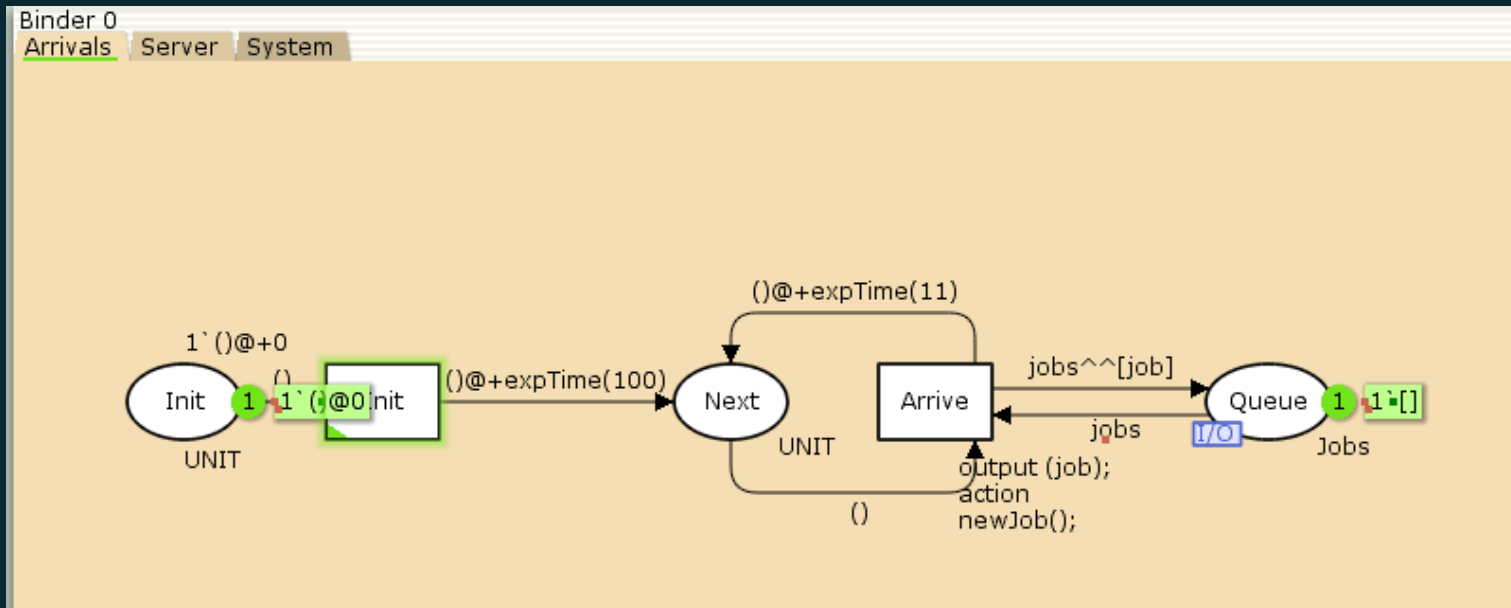 Binder 0
Arrivals Server System
()@+expTime(11)
1`()@+0
()
()@+expTime(100)
jobs^^[job]
Init
1
1`()@0
Init
Next
Arrive
Queue
1
1`[]
jobs
I/O
UNIT
UNIT
Jobs
()
output (job);
action
newJob();